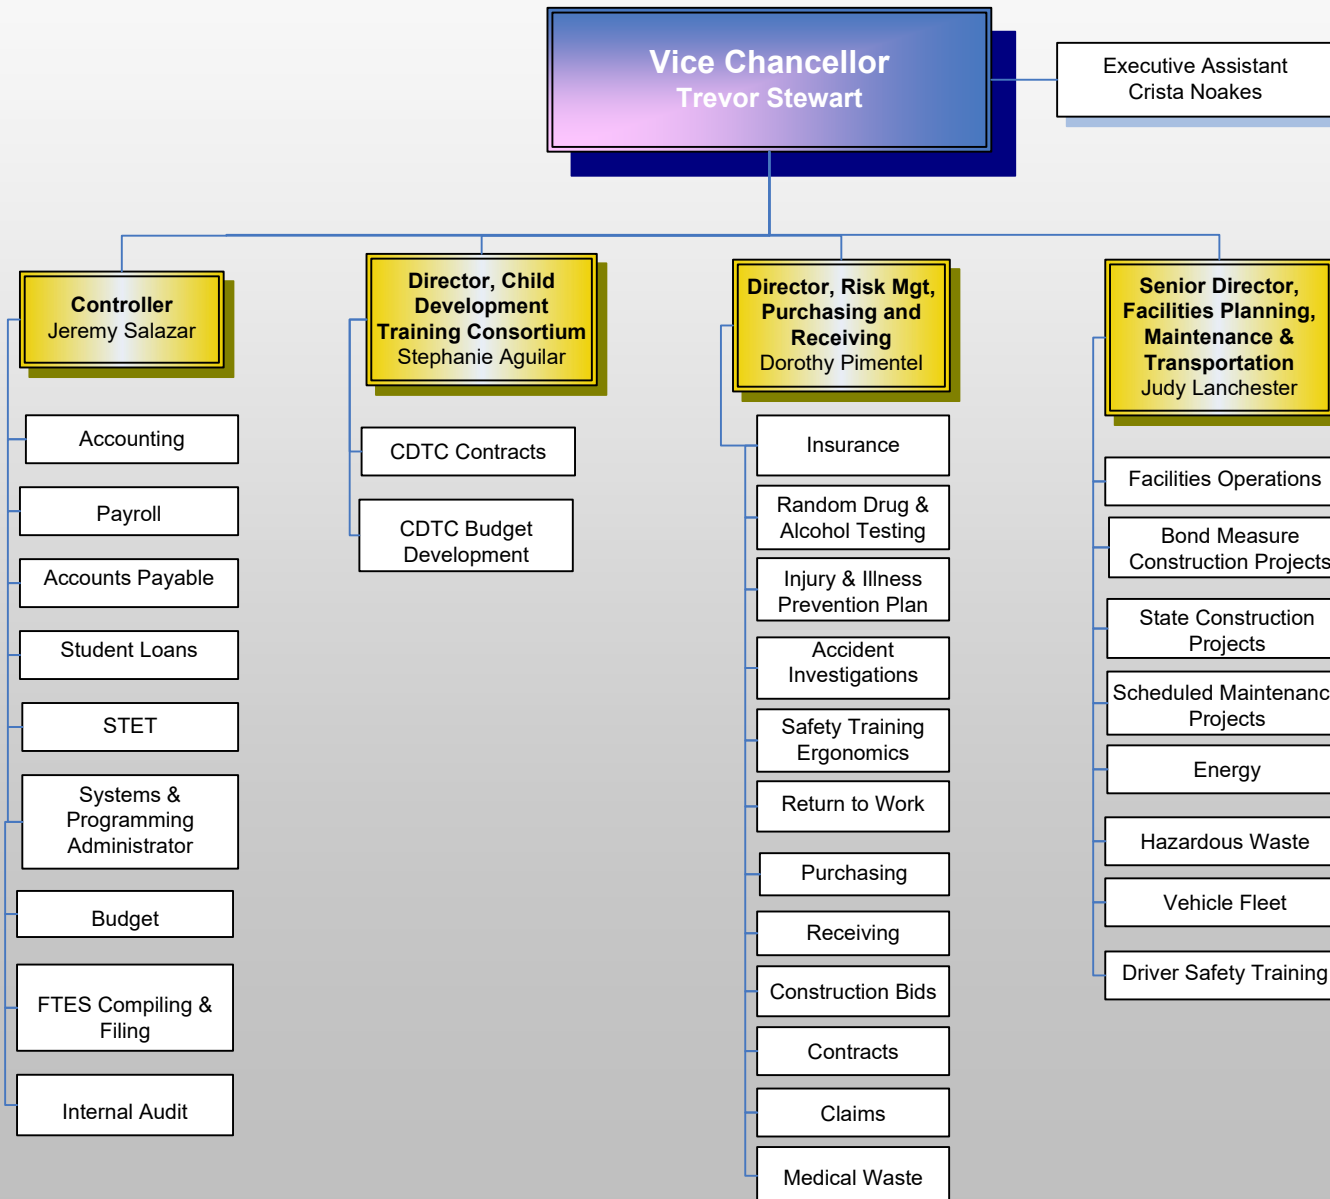 Vice Chancellor
Trevor Stewart
Executive Assistant
Crista Noakes
Controller
Jeremy Salazar
Accounting
Payroll
Accounts Payable
Student Loans
STET
Systems &
Programming
Administrator
Budget
FTES Compiling &
Filing
Internal Audit
Director, Child
Development
Training Consortium
Stephanie Aguilar
CDTC Contracts
CDTC Budget
Development
Director, Risk Mgt,
Purchasing and
Receiving
Dorothy Pimentel
Insurance
Random Drug &
Alcohol Testing
Injury & Illness
Prevention Plan
Accident
Investigations
Safety Training
Ergonomics
Return to Work
Purchasing
Receiving
Construction Bids
Contracts
Claims
Medical Waste
Senior Director,
Facilities Planning,
Maintenance &
Transportation
Judy Lanchester
Facilities Operations
Bond Measure
Construction Projects
State Construction
Projects
Scheduled Maintenanc
Projects
Energy
Hazardous Waste
Vehicle Fleet
Driver Safety Training